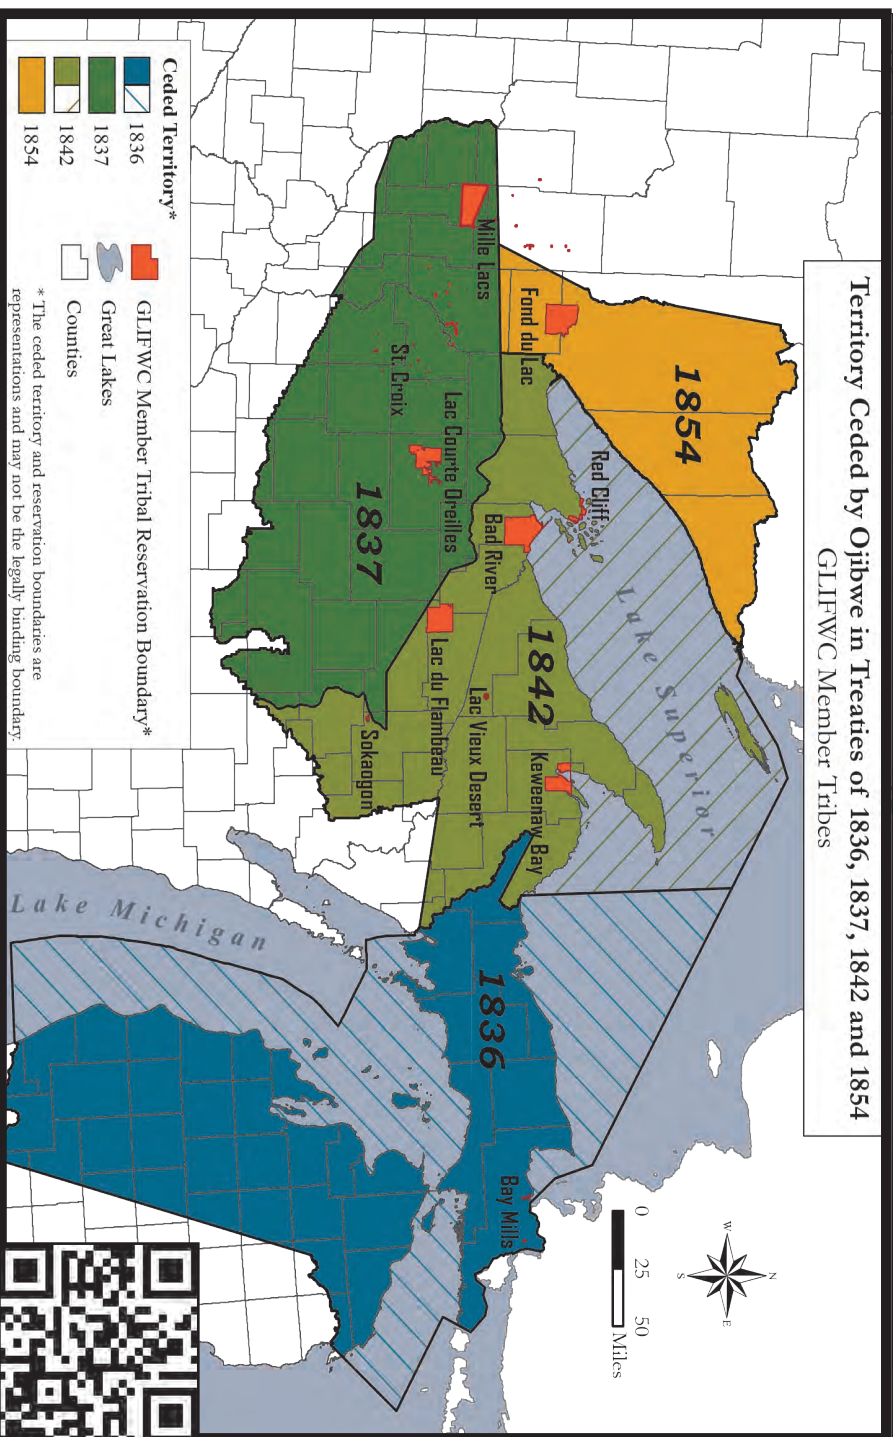 Territory Ceded by Ojibwe in Treaties of 1836, 1837, 1842 and 1854
GLIFWC Member Tribes
0 25 50
Miles
N
W
E
S
1854
Lake Superior
Red Cliff
Fond du Lac
Mille Lacs
Bad River
1842
Keweenaw Bay
Lac Vieux Desert
Lac Courte Oreilles
Lac du Flambeau
St. Croix
1837
Sokaogon
1836
Bay Mills
Lake Michigan
Ceded Territory*
1836
1837
1842
1854
GLIFWC Member Tribal Reservation Boundary*
Great Lakes
Counties
* The ceded territory and reservation boundaries are
representations and may not be the legally binding boundary.